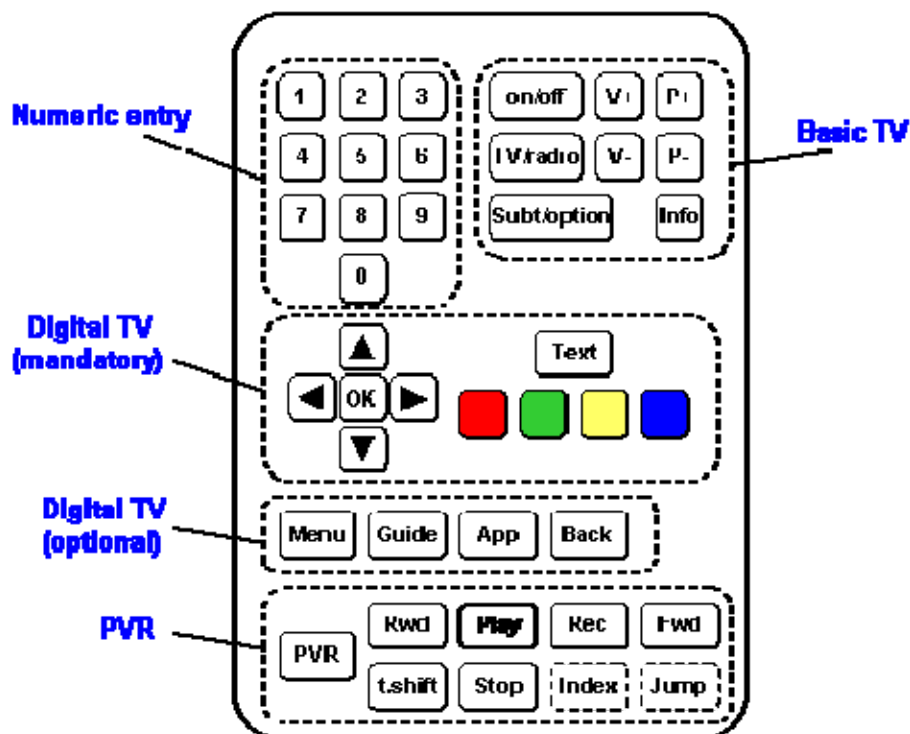 Numeric entry
1 2 3
4 5 6
7 8 9
0
on/off V+ P+
TV/radio V- P-
Subt/option Info
Basic TV
Digital TV
(mandatory)
OK
Text
Digital TV
(optional)
Menu Guide App Back
PVR
PVR
Rwd Play Rec Fwd
t.shift Stop Index Jump